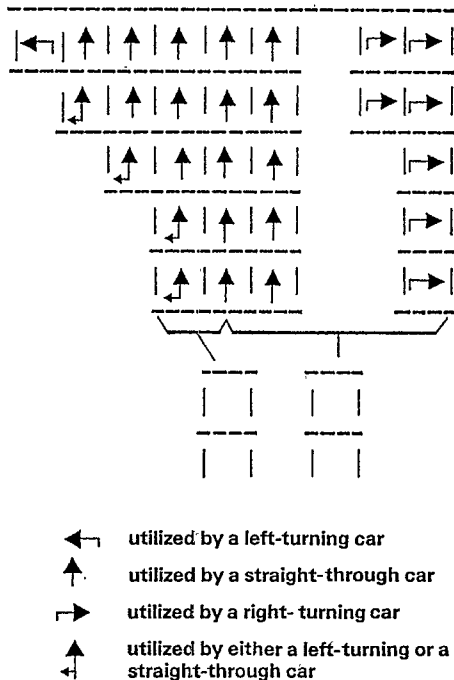 utilized by a left-turning car
utilized by a straight-through car
utilized by a right- turning car
utilized by either a left-turning or a
straight-through car